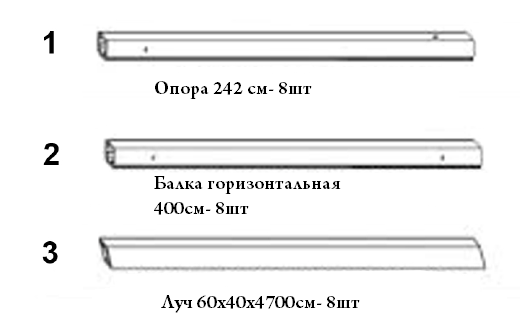 1
Опора 242 см- 8шт
2
Балка горизонтальная
400см- 8шт
3
Луч 60х40х4700см- 8шт